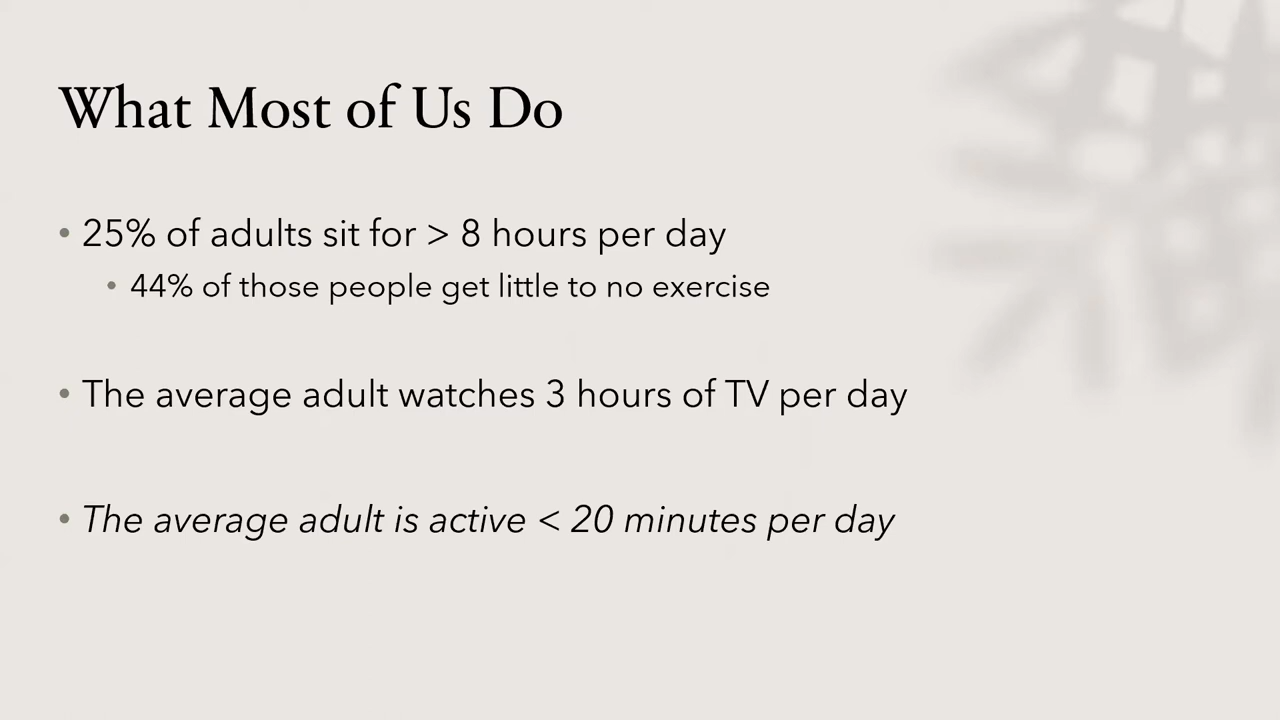 What Most of Us Do
• 25% of adults sit for > 8 hours per day
• 44% of those people get little to no exercise
• The average adult watches 3 hours of TV per day
• The average adult is active < 20 minutes per day